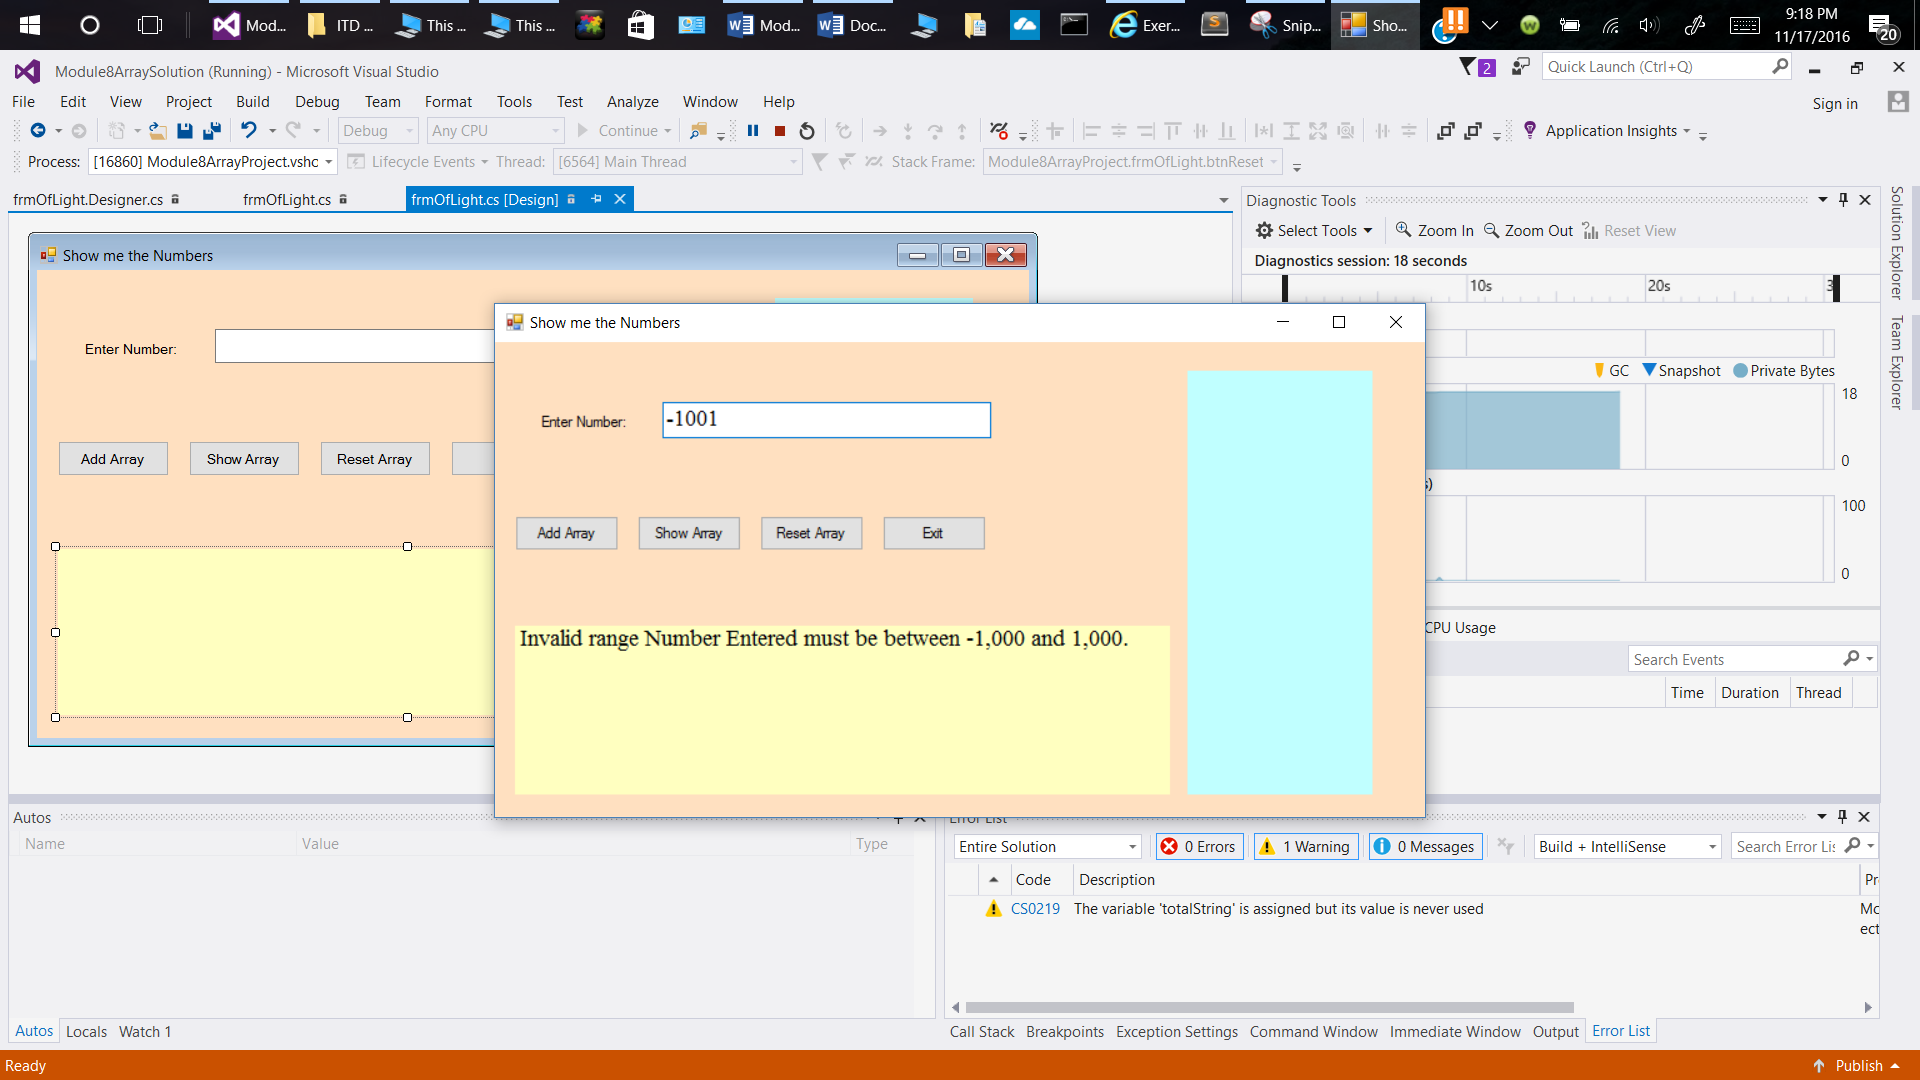 Mod...
ITD ...
This ...
This ...
Mod...
Doc...
Exer...
Snip...
Sho...
9:18 PM
11/17/2016
20
Module8ArraySolution (Running) - Microsoft Visual Studio
2
Quick Launch (Ctrl+Q)
File Edit View Project Build Debug Team Format Tools Test Analyze Window Help
Sign in
Debug
Any CPU
Continue
Application Insights
Process: [16860] Module8ArrayProject.vshc
Lifecycle Events
Thread: [6564] Main Thread
Stack Frame: Module8ArrayProject.frmOfLight.btnReset
frmOfLight.Designer.cs
frmOfLight.cs
frmOfLight.cs [Design]
Diagnostic Tools
Solution Explorer
Team Explorer
Select Tools
Zoom In
Zoom Out
Reset View
Diagnostics session: 18 seconds
10s
20s
3
GC
Snapshot
Private Bytes
18
0
s)
100
0
CPU Usage
Search Events
Time Duration Thread
Show me the Numbers
Enter Number:
Add Array
Show Array
Reset Array
Show me the Numbers
Enter Number:
-1001
Add Array
Show Array
Reset Array
Exit
Invalid range Number Entered must be between -1,000 and 1,000.
Autos
Name Value Type
Autos Locals Watch 1
Error List
Entire Solution
0 Errors
1 Warning
0 Messages
Build + IntelliSense
Search Error Lis
Code Description Pr
CS0219 The variable 'totalString' is assigned but its value is never used Mc
ect
Call Stack Breakpoints Exception Settings Command Window Immediate Window Output Error List
Ready
Publish